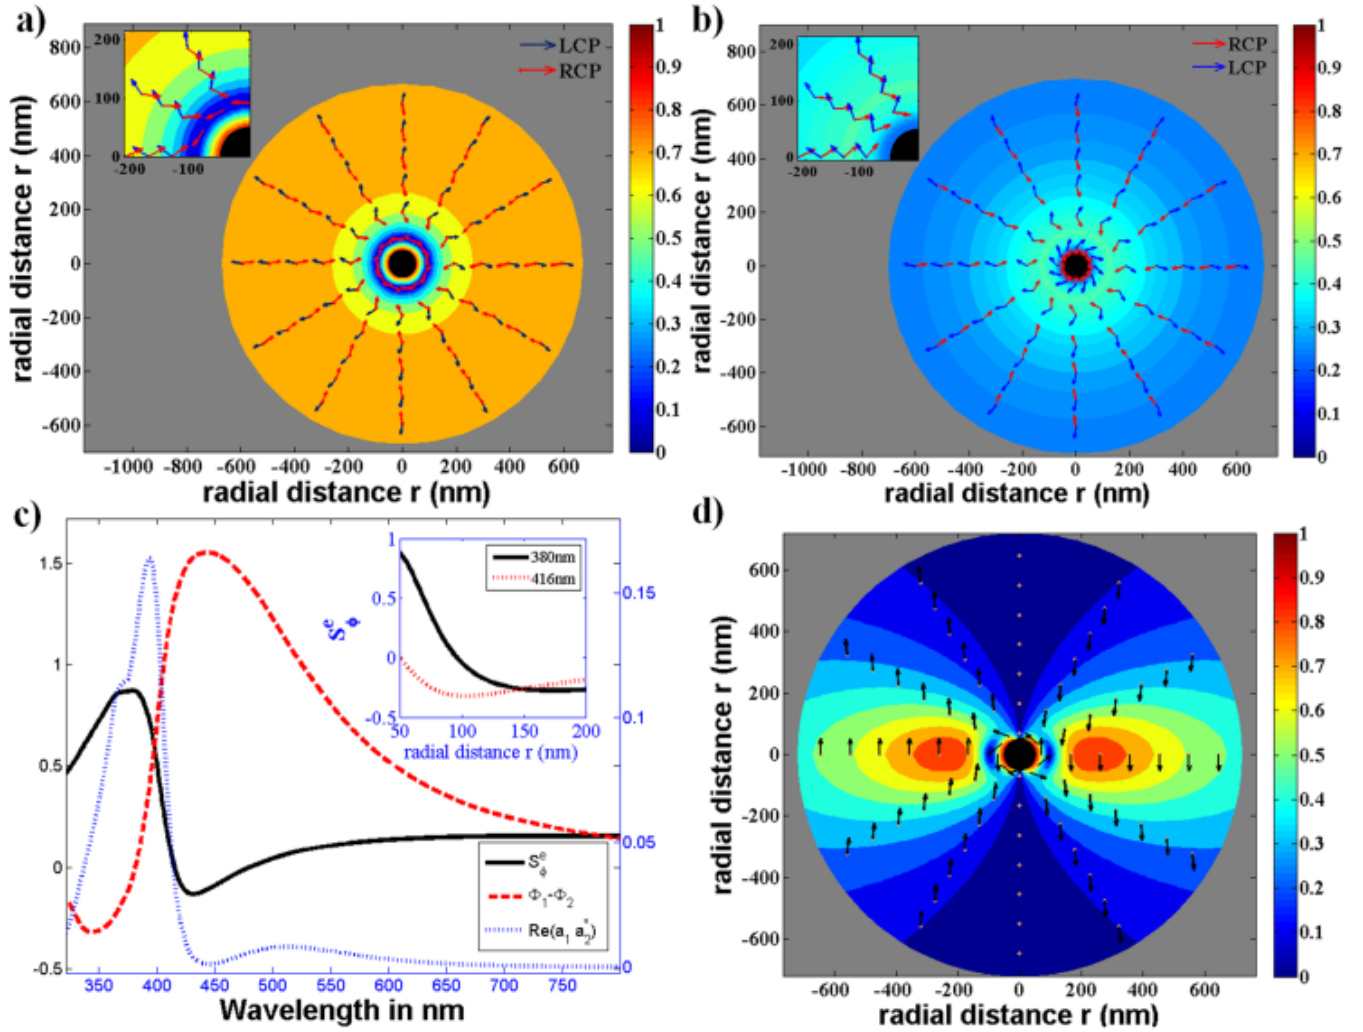 a)
LCP
RCP
200
100
0
-200 -100
800
600
400
200
0
-200
-400
-600
radial distance r (nm)
-1000 -800 -600 -400 -200 0 200 400 600
radial distance r (nm)
1
0.9
0.8
0.7
0.6
0.5
0.4
0.3
0.2
0.1
0
b)
RCP
LCP
200
100
0
-200 -100
800
600
400
200
0
-200
-400
-600
radial distance r (nm)
-1000 -800 -600 -400 -200 0 200 400 600
radial distance r (nm)
1
0.9
0.8
0.7
0.6
0.5
0.4
0.3
0.2
0.1
0
c)
1.5
1
0.5
0
-0.5
350 400 450 500 550 600 650 700 750
Wavelength in nm
0.15
0.1
0.05
0
1
0.5
0
-0.5
S_ϕ^e
50 100 150 200
radial distance r (nm)
380nm
416nm
S_ϕ^e
Φ_1-Φ_2
Re(a_1 a_2^*)
d)
600
400
200
0
-200
-400
-600
radial distance r (nm)
-600 -400 -200 0 200 400 600
radial distance r (nm)
1
0.9
0.8
0.7
0.6
0.5
0.4
0.3
0.2
0.1
0